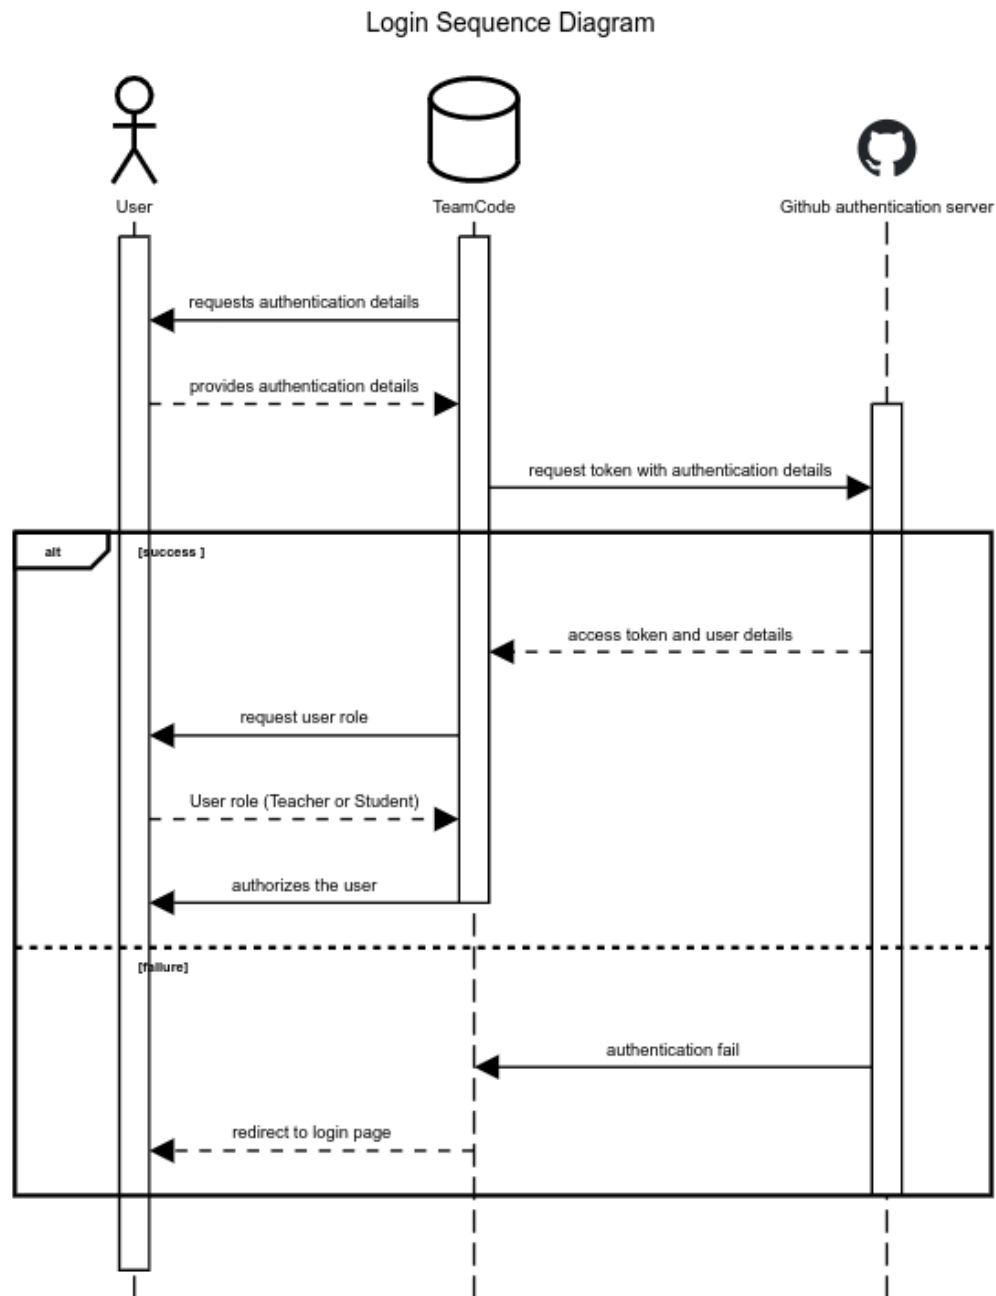 Login Sequence Diagram
User
TeamCode
Github authentication server
requests authentication details
provides authentication details
request token with authentication details
alt
[success ]
access token and user details
request user role
User role (Teacher or Student)
authorizes the user
[failure]
authentication fail
redirect to login page